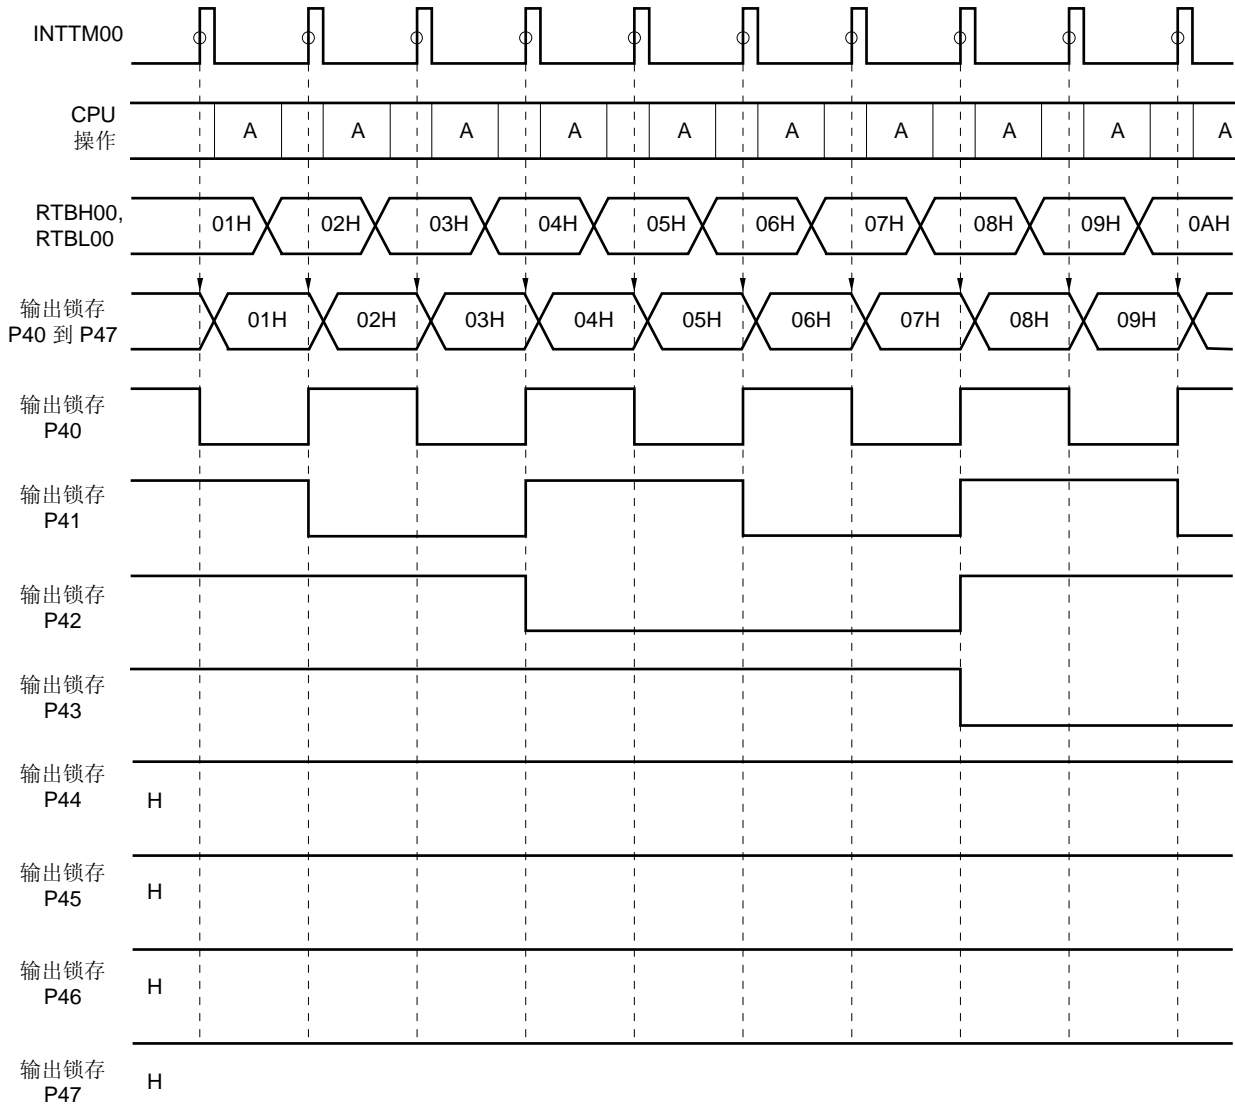 INTTM00
CPU
操作
A A A A A A A A A A
RTBH00,
RTBL00
01H 02H 03H 04H 05H 06H 07H 08H 09H 0AH
输出锁存
P40 到 P47
01H 02H 03H 04H 05H 06H 07H 08H 09H
输出锁存
P40
输出锁存
P41
输出锁存
P42
输出锁存
P43
输出锁存
P44
H
输出锁存
P45
H
输出锁存
P46
H
输出锁存
P47
H